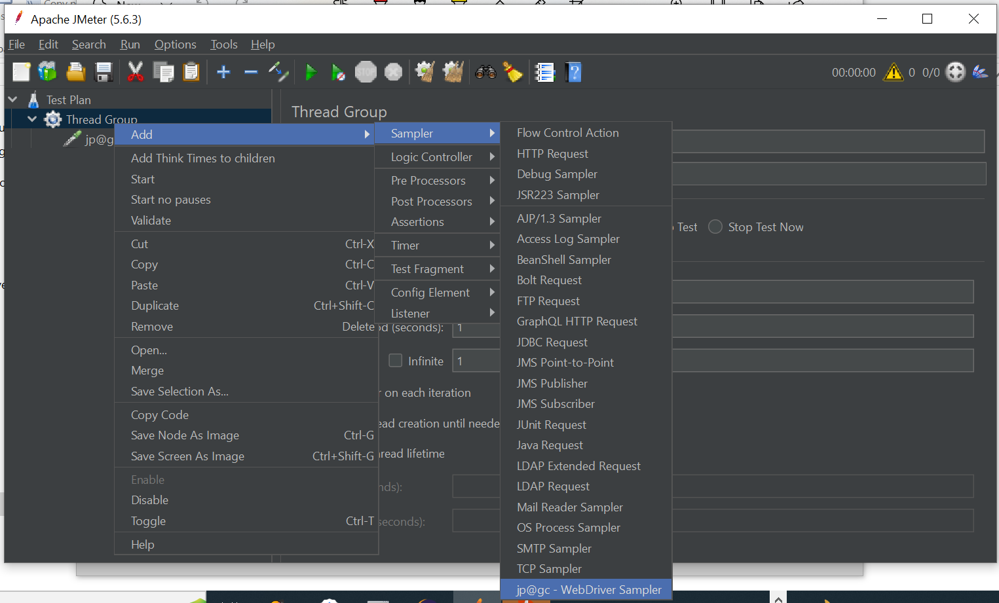 Apache JMeter (5.6.3)
File Edit Search Run Options Tools Help
STOP
00:00:00 0 0/0
Test Plan
Thread Group
jp@g
Thread Group
Add
Add Think Times to children
Start
Start no pauses
Validate
Cut Ctrl-X
Copy Ctrl-C
Paste Ctrl-V
Duplicate Ctrl+Shift-C
Remove Delete
Open...
Merge
Save Selection As...
Copy Code
Save Node As Image Ctrl-G
Save Screen As Image Ctrl+Shift-G
Enable
Disable
Toggle Ctrl-T
Help
Sampler
Logic Controller
Pre Processors
Post Processors
Assertions
Timer
Test Fragment
Config Element
Listener
Flow Control Action
HTTP Request
Debug Sampler
JSR223 Sampler
AJP/1.3 Sampler
Access Log Sampler
BeanShell Sampler
Bolt Request
FTP Request
GraphQL HTTP Request
JDBC Request
JMS Point-to-Point
JMS Publisher
JMS Subscriber
JUnit Request
Java Request
LDAP Extended Request
LDAP Request
Mail Reader Sampler
OS Process Sampler
SMTP Sampler
TCP Sampler
jp@gc - WebDriver Sampler
Test Stop Test Now
(seconds): 1
Infinite 1
on each iteration
creation until neede
lifetime
nds):
seconds):